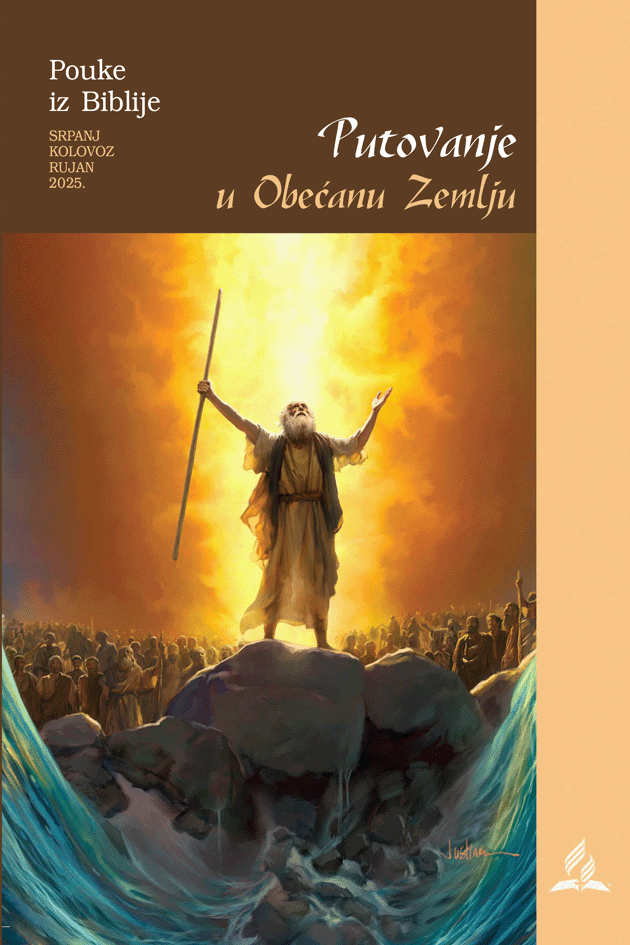 Pouke
iz Biblije
SRPANJ
KOLOVOZ
RUJAN
2025.
Putovanje
u Obećanu Zemlju